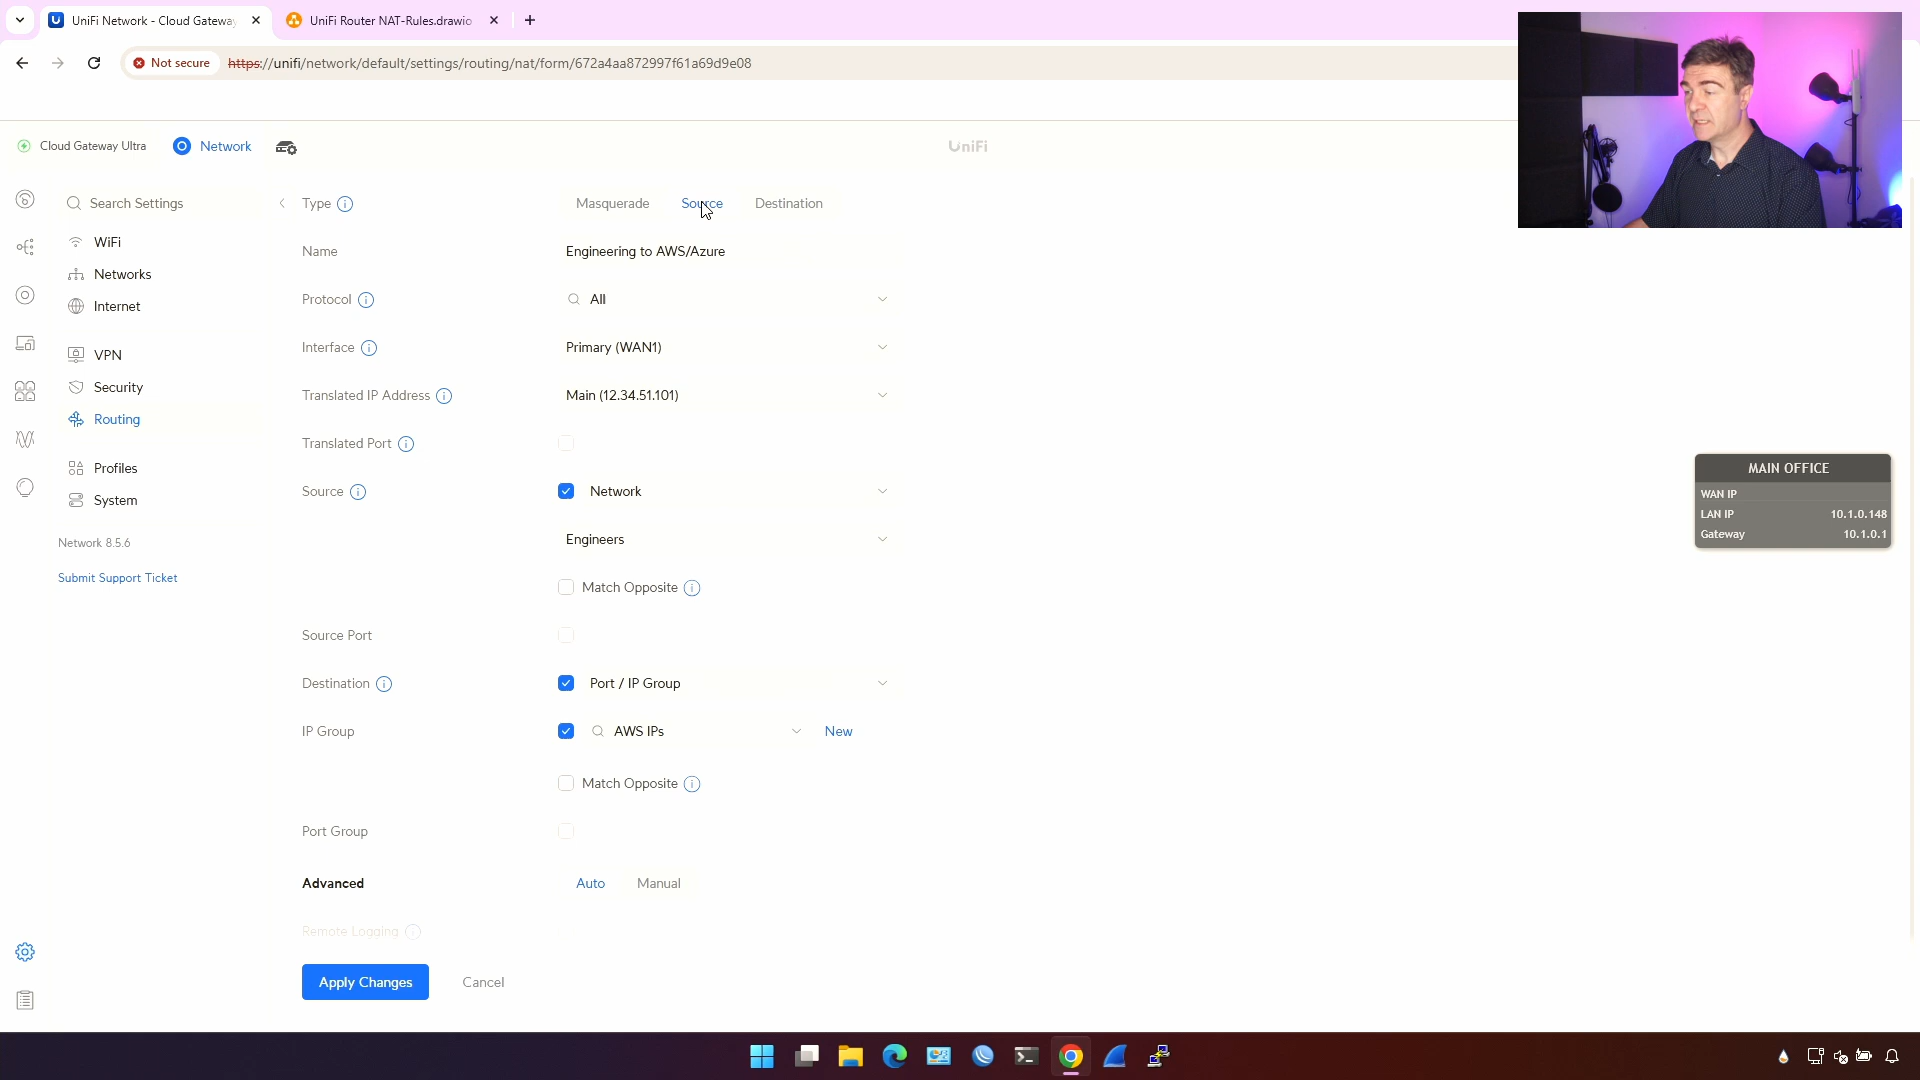 UniFi Network - Cloud Gateway
UniFi Router NAT-Rules.drawio
Not secure
https://unifi/network/default/settings/routing/nat/form/672a4aa872997f61a69d9e08
Cloud Gateway Ultra
Network
UniFi
Search Settings
WiFi
Networks
Internet
VPN
Security
Routing
Profiles
System
Network 8.5.6
Submit Support Ticket
Type
Masquerade
Source
Destination
Name
Engineering to AWS/Azure
Protocol
All
Interface
Primary (WAN1)
Translated IP Address
Main (12.34.51.101)
Translated Port
Source
Network
Engineers
Match Opposite
Source Port
Destination
Port / IP Group
IP Group
AWS IPs
New
Match Opposite
Port Group
Advanced
Auto
Manual
Remote Logging
Apply Changes
Cancel
MAIN OFFICE
WAN IP
LAN IP 10.1.0.148
Gateway 10.1.0.1